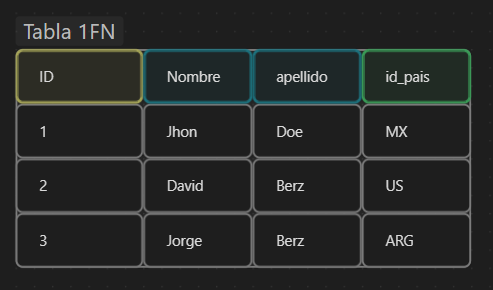 Tabla 1FN
ID Nombre apellido id_pais
1 Jhon Doe MX
2 David Berz US
3 Jorge Berz ARG